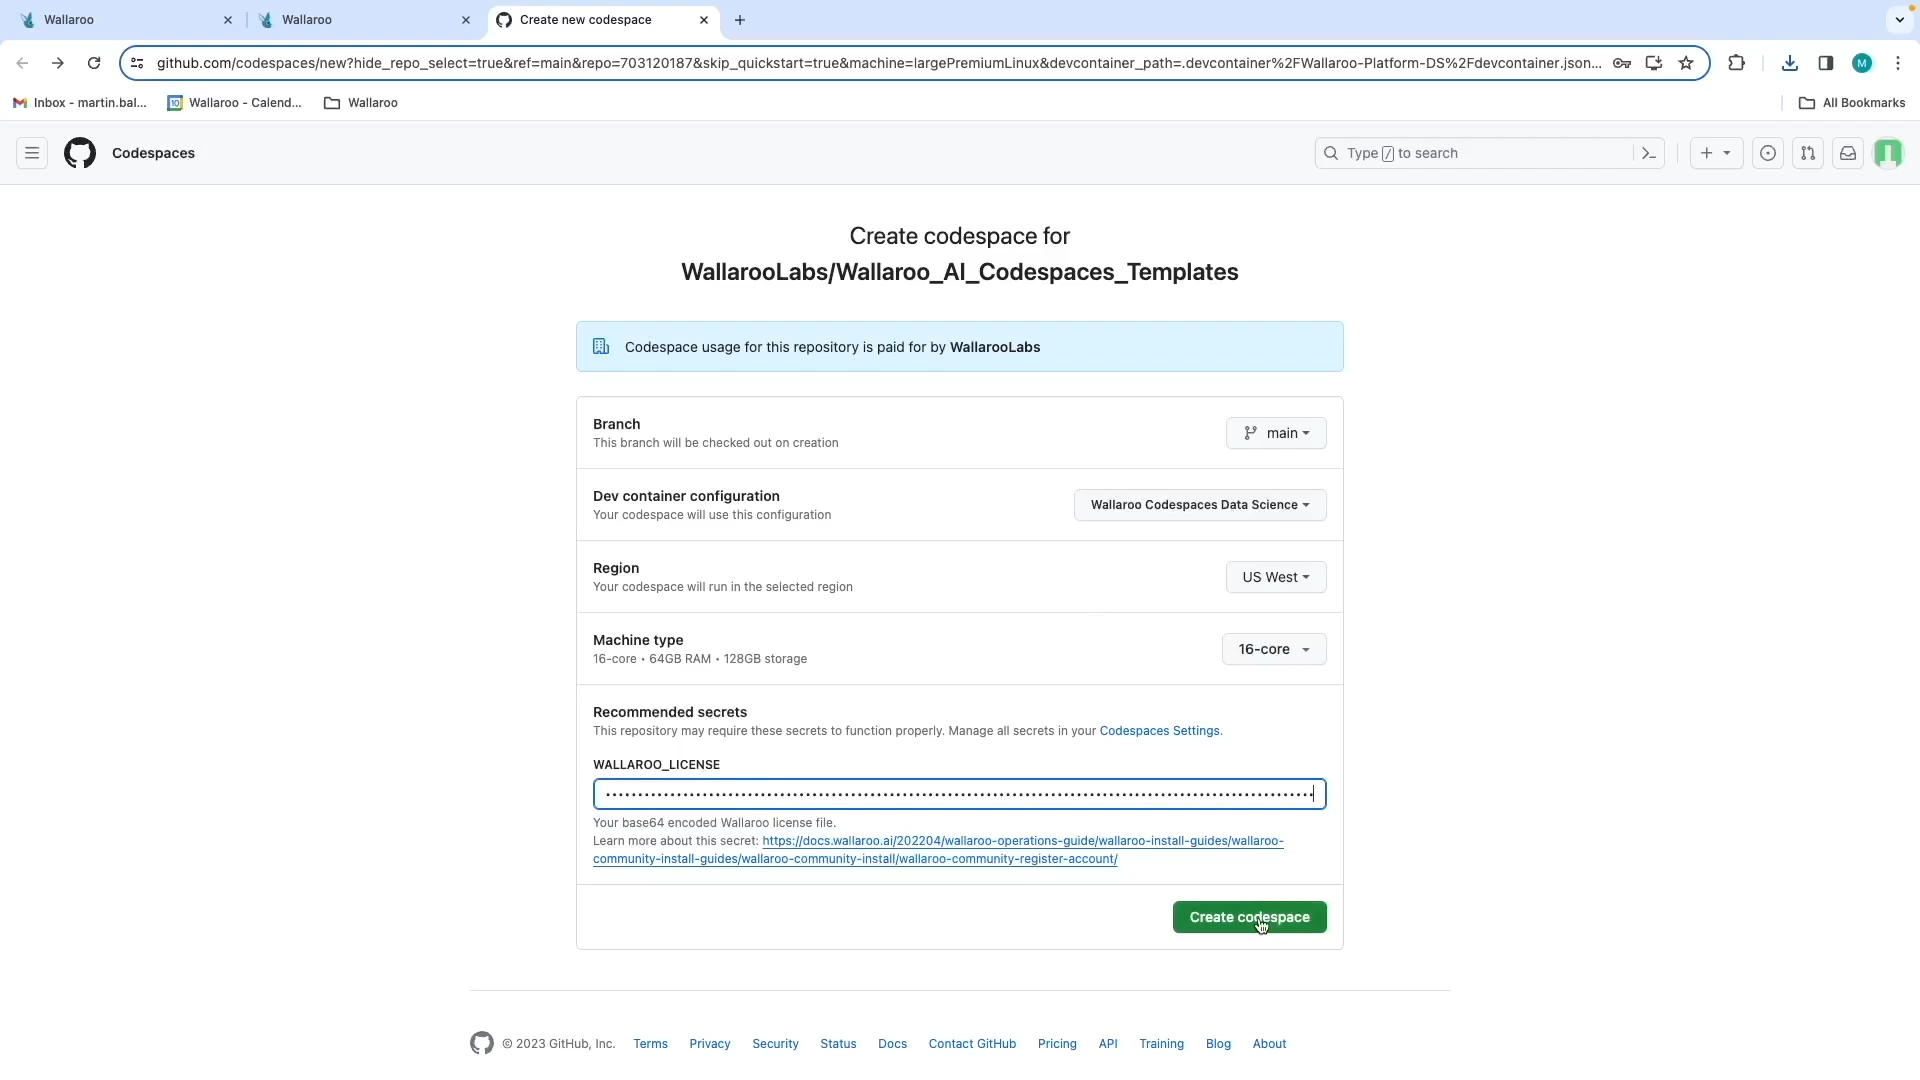 Wallaroo
Wallaroo
Create new codespace
github.com/codespaces/new?hide_repo_select=true&ref=main&repo=703120187&skip_quickstart=true&machine=largePremiumLinux&devcontainer_path=.devcontainer%2FWallaroo-Platform-DS%2Fdevcontainer.json...
Inbox - martin.bal...
10 Wallaroo - Calend...
Wallaroo
All Bookmarks
M
Codespaces
Type / to search
Create codespace for
WallarooLabs/Wallaroo_AI_Codespaces_Templates
Codespace usage for this repository is paid for by WallarooLabs
Branch
This branch will be checked out on creation
main
Dev container configuration
Your codespace will use this configuration
Wallaroo Codespaces Data Science
Region
Your codespace will run in the selected region
US West
Machine type
16-core • 64GB RAM • 128GB storage
16-core
Recommended secrets
This repository may require these secrets to function properly. Manage all secrets in your Codespaces Settings.
WALLAROO_LICENSE
Your base64 encoded Wallaroo license file.
Learn more about this secret: https://docs.wallaroo.ai/202204/wallaroo-operations-guide/wallaroo-install-guides/wallaroo-
community-install-guides/wallaroo-community-install/wallaroo-community-register-account/
Create codespace
© 2023 GitHub, Inc. Terms Privacy Security Status Docs Contact GitHub Pricing API Training Blog About